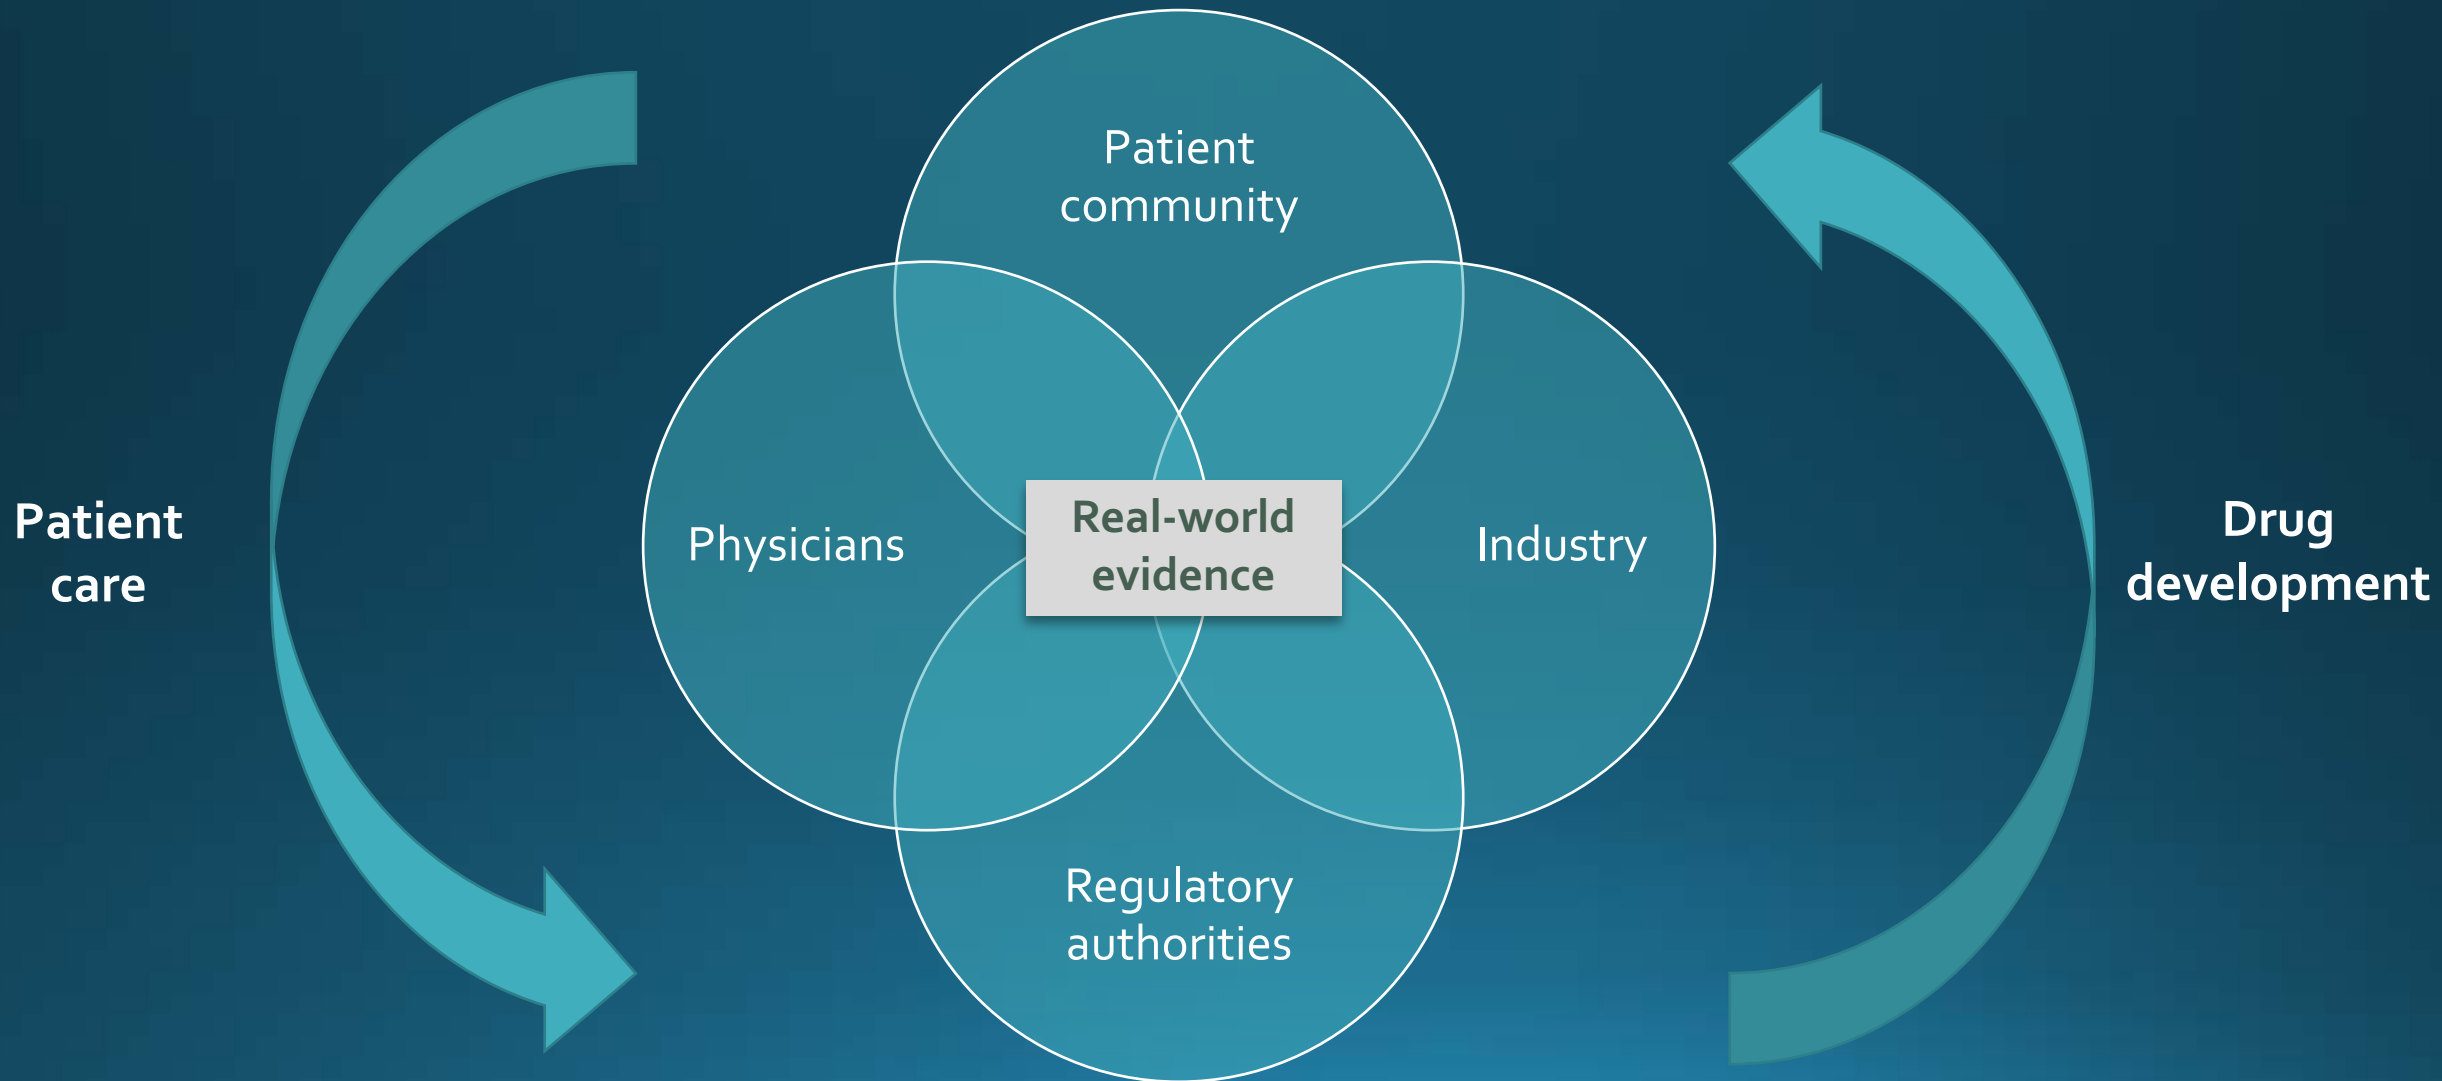 Patient
community
Patient
care
Physicians
Real-world
evidence
Industry
Drug
development
Regulatory
authorities